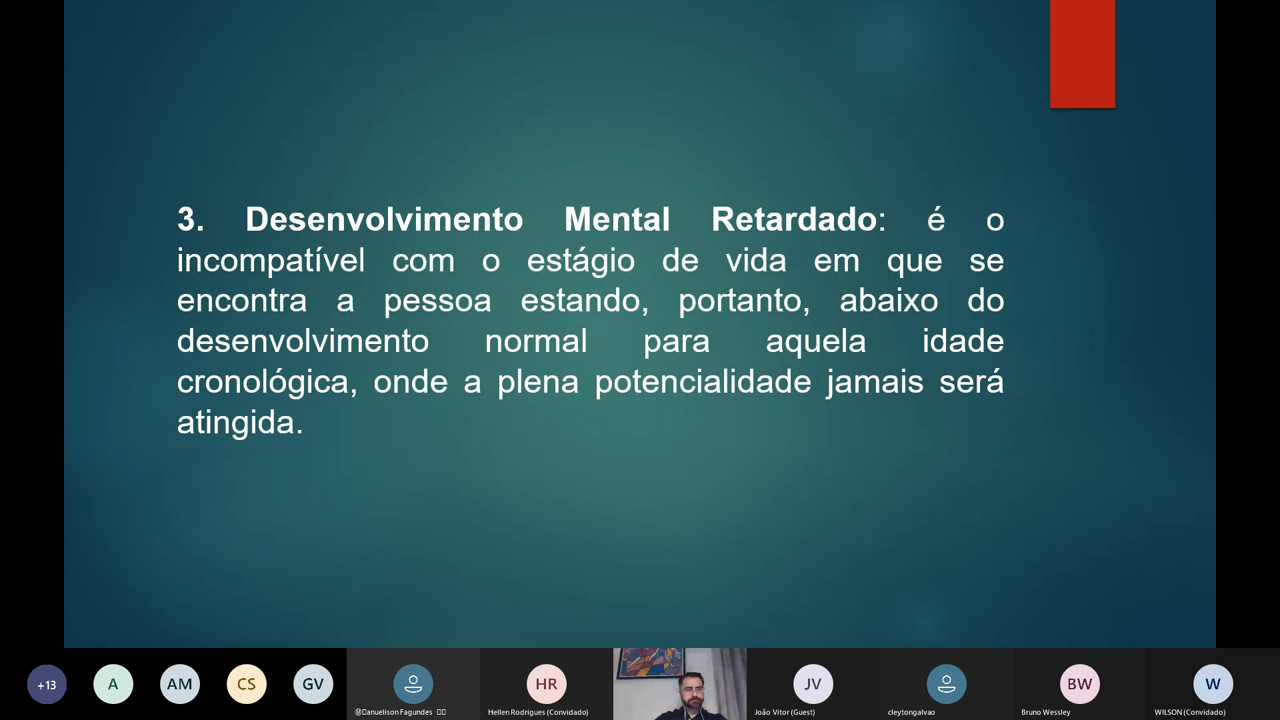 3. Desenvolvimento Mental Retardado: é o
incompatível com o estágio de vida em que se
encontra a pessoa estando, portanto, abaixo do
desenvolvimento normal para aquela idade
cronológica, onde a plena potencialidade jamais será
atingida.
+13
A
AM
CS
GV
HR
JV
BW
W
anuelison Fagundes
Hellen Rodrigues (Convidado)
João Vitor (Guest)
cleytongalvao
Bruno Wessley
WILSON (Convidado)